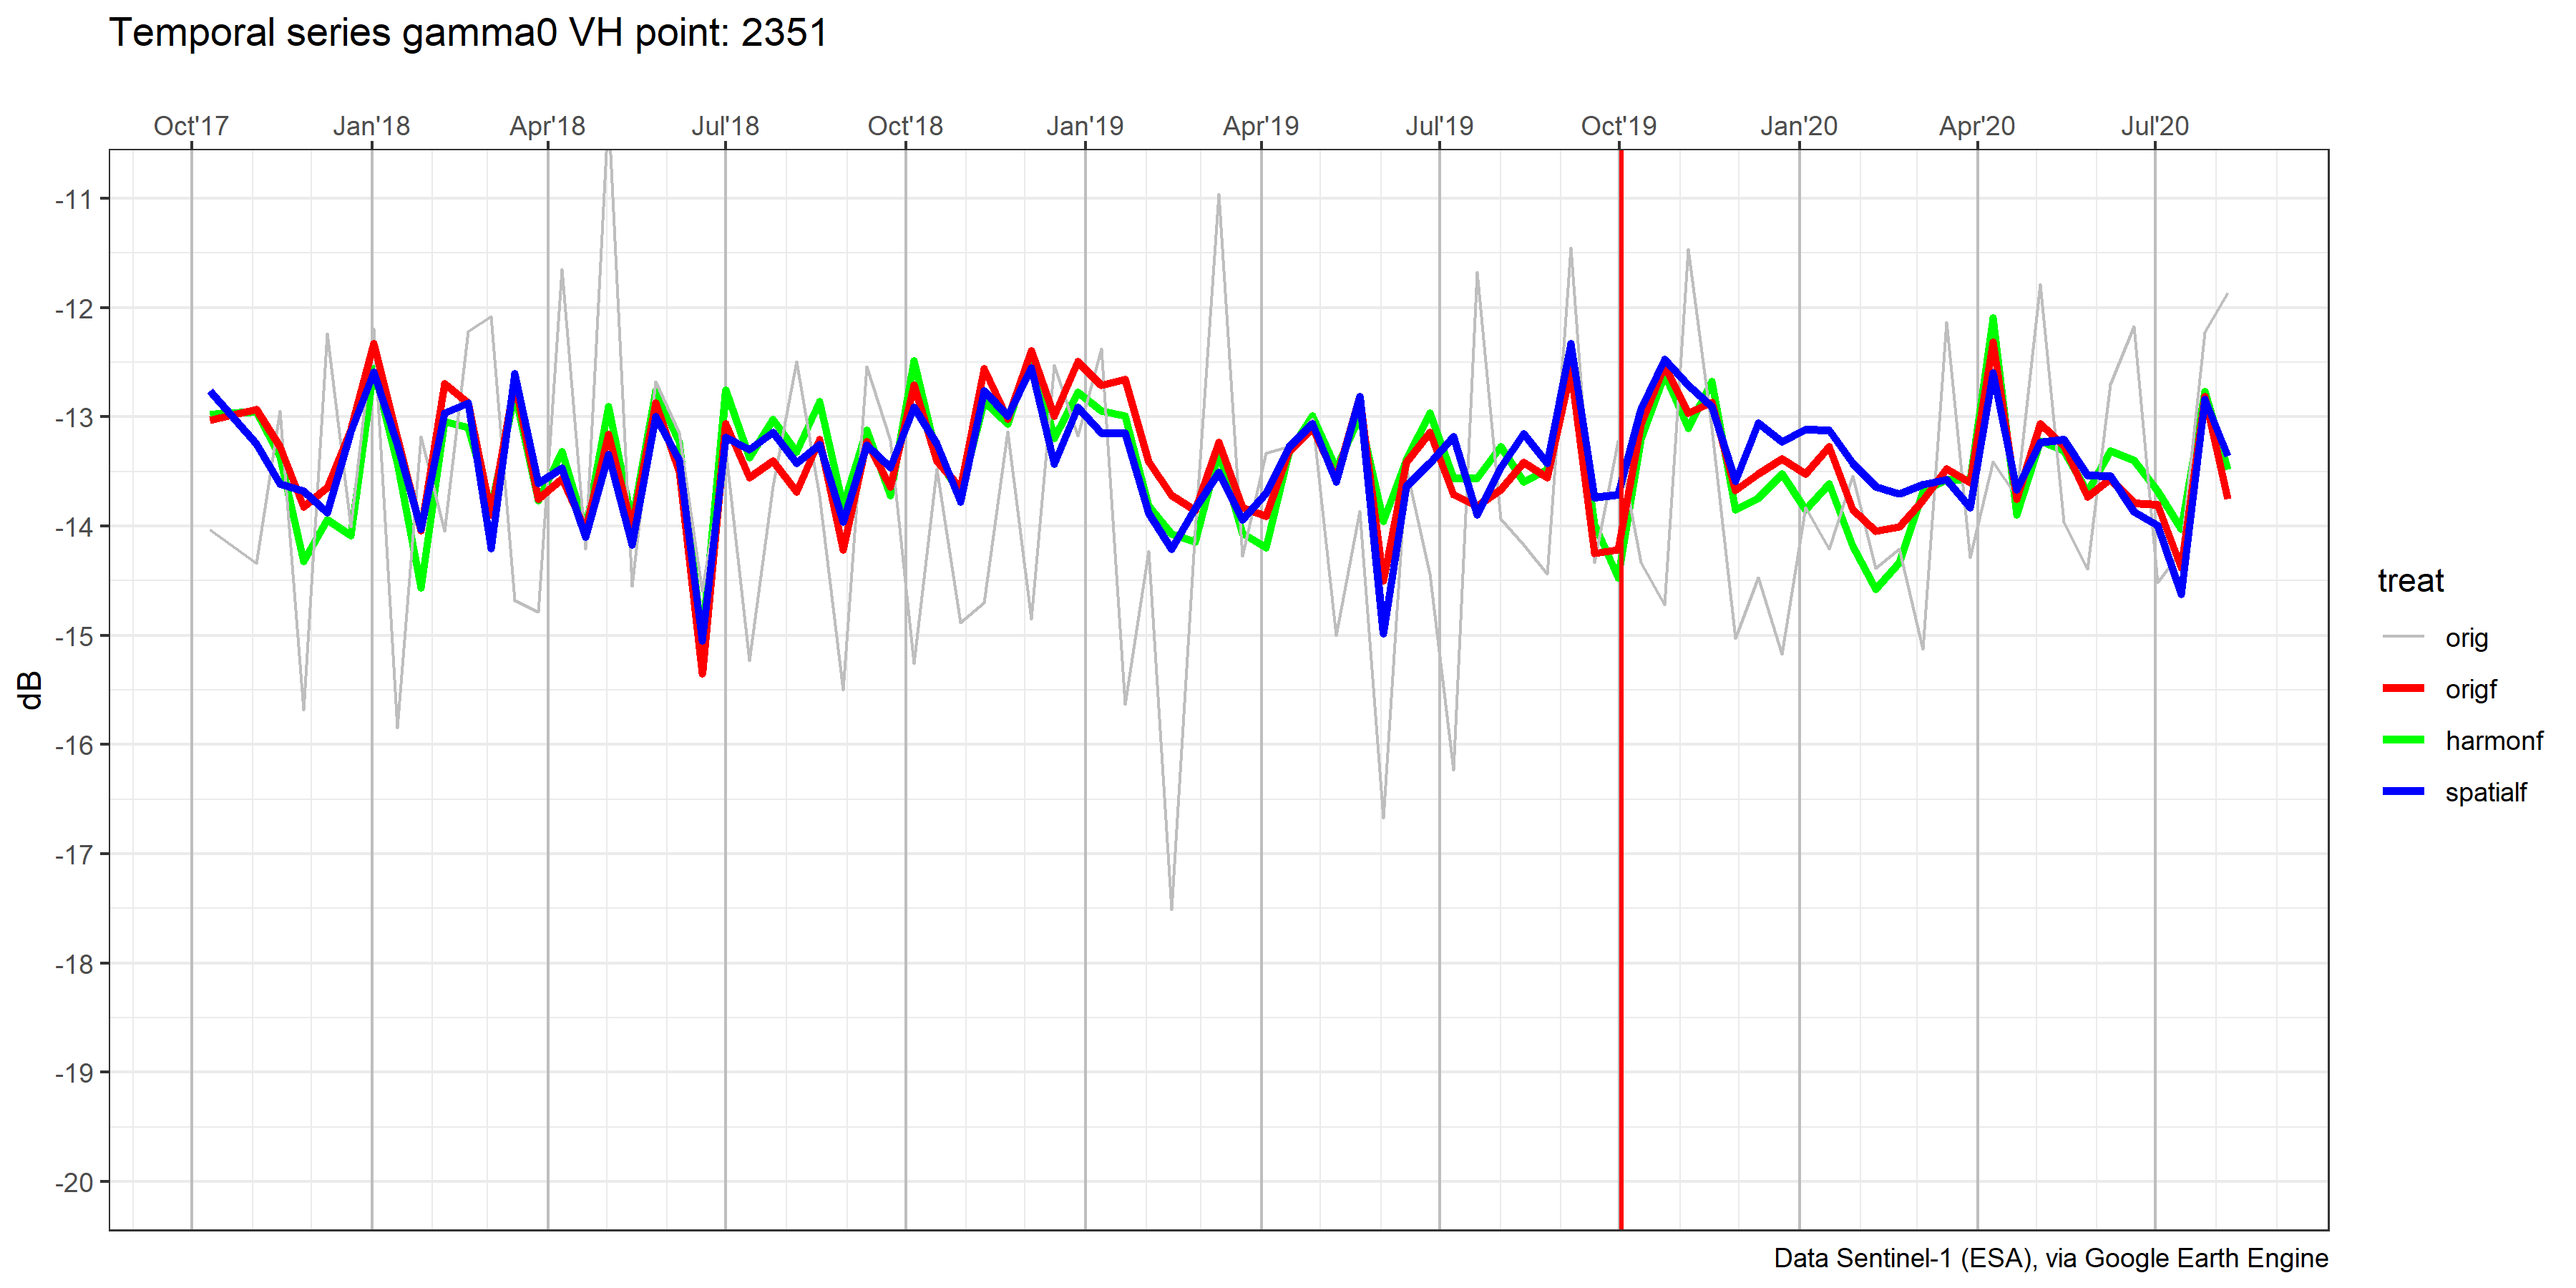 Temporal series gamma0 VH point: 2351
Oct'17 Jan'18 Apr'18 Jul'18 Oct'18 Jan'19 Apr'19 Jul'19 Oct'19 Jan'20 Apr'20 Jul'20
-11
-12
-13
-14
-15
-16
-17
-18
-19
-20
dB
treat
orig
origf
harmonf
spatialf
Data Sentinel-1 (ESA), via Google Earth Engine